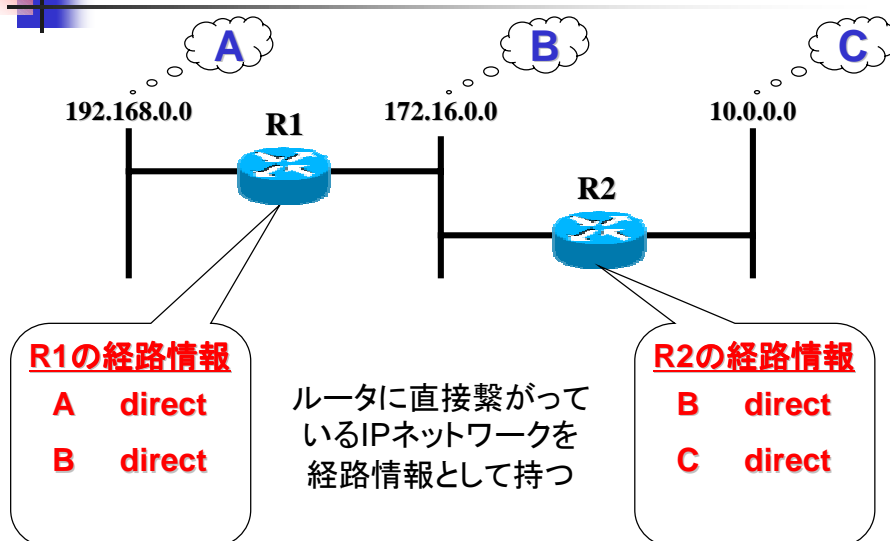 A
B
C
192.168.0.0
R1
172.16.0.0
10.0.0.0
R2
R1の経路情報
A direct
B direct
ルータに直接繋がって
いるIPネットワークを
経路情報として持つ
R2の経路情報
B direct
C direct